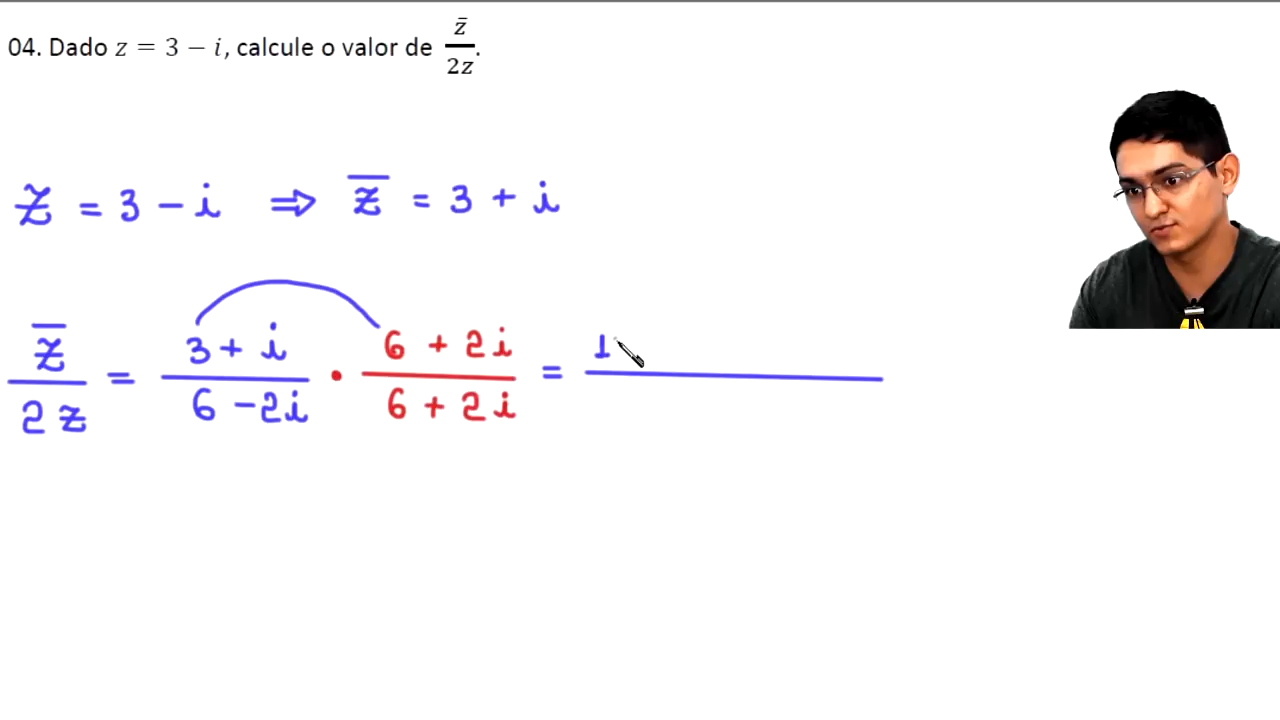 04. Dado z = 3 − i, calcule o valor de z̄/2z.
z = 3 − i ⇒ z̄ = 3 + i
z̄/2z = (3 + i)/(6 − 2i) · (6 + 2i)/(6 + 2i) = 1